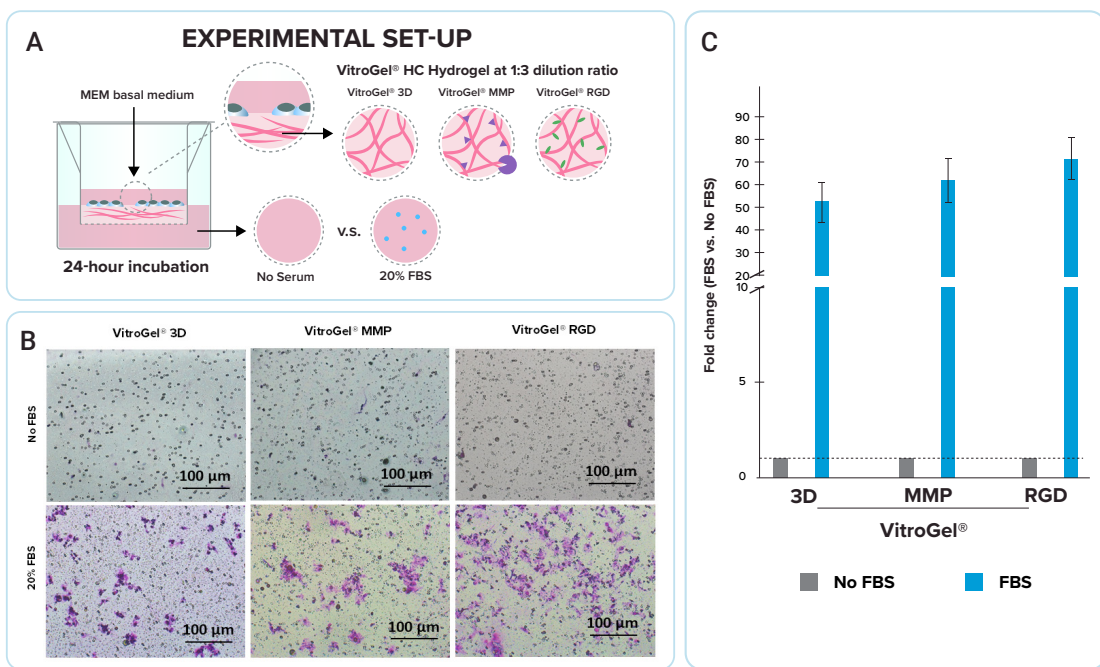 A
EXPERIMENTAL SET-UP
VitroGel® HC Hydrogel at 1:3 dilution ratio
MEM basal medium
VitroGel® 3D
VitroGel® MMP
VitroGel® RGD
24-hour incubation
No Serum
V.S.
20% FBS
B
VitroGel® 3D
VitroGel® MMP
VitroGel® RGD
No FBS
100 µm
100 µm
100 µm
20% FBS
100 µm
100 µm
100 µm
C
Fold change (FBS vs. No FBS)
90
80
70
60
50
40
30
20
10
5
0
3D
MMP
RGD
VitroGel®
No FBS
FBS